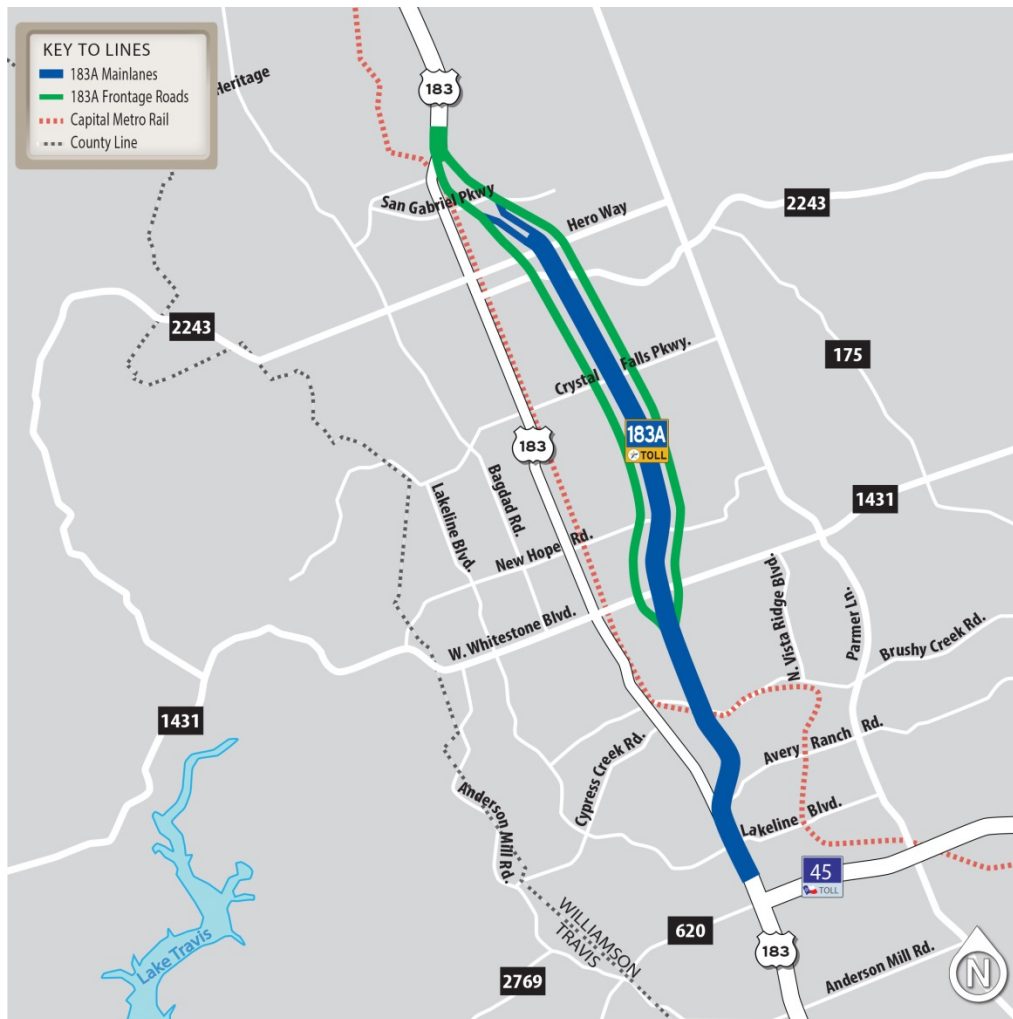 KEY TO LINES
183A Mainlanes
183A Frontage Roads
Capital Metro Rail
County Line
Heritage
183
San Gabriel Pkwy
Hero Way
2243
2243
175
Crystal Falls Pkwy.
183A
TOLL
183
1431
Lakeline Blvd.
Bagdad Rd.
New Hope Rd.
W. Whitestone Blvd.
N. Vista Ridge Blvd.
Parmer Ln.
Brushy Creek Rd.
1431
Avery Ranch Rd.
Cypress Creek Rd.
Anderson Mill Rd.
Lakeline Blvd.
45
TOLL
WILLIAMSON
TRAVIS
620
183
Lake Travis
2769
Anderson Mill Rd.
N